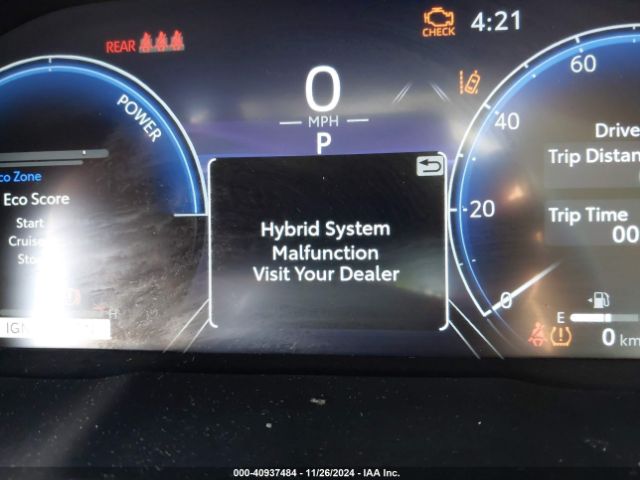 REAR
CHECK
4:21
60
POWER
0
MPH
P
40
Drive
Trip Distan
co Zone
Eco Score
Start
Cruise
Sto
20
Trip Time
00
Hybrid System
Malfunction
Visit Your Dealer
0
H
E
IGN
0 km
000-40937484 - 11/26/2024 - IAA Inc.